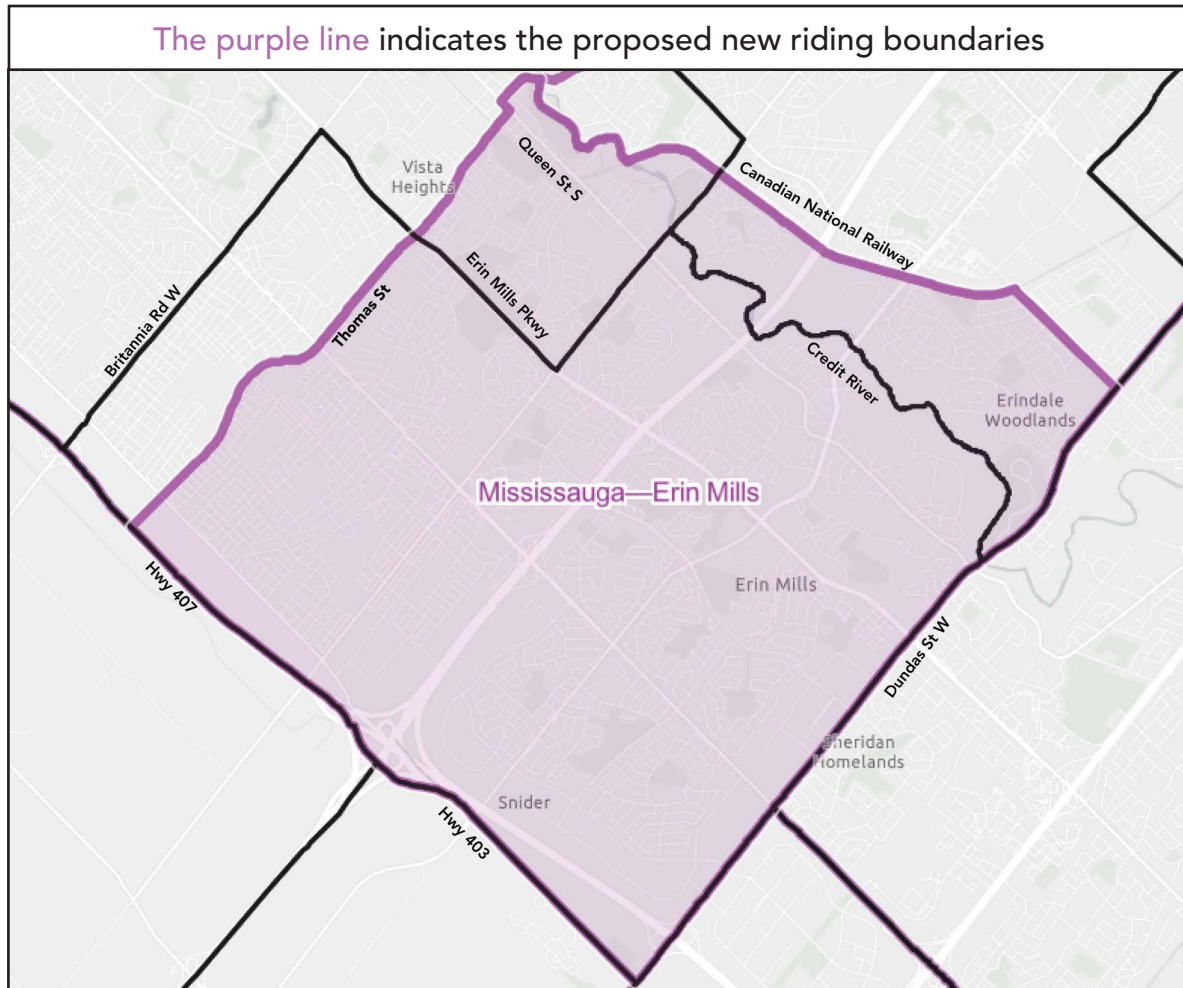 The purple line indicates the proposed new riding boundaries
Vista
Heights
Queen St S
Canadian National Railway
Erin Mills Pkwy
Britannia Rd W
Thomas St
Credit River
Erindale
Woodlands
Mississauga—Erin Mills
Erin Mills
Hwy 407
Dundas St W
Sheridan
Homelands
Snider
Hwy 403